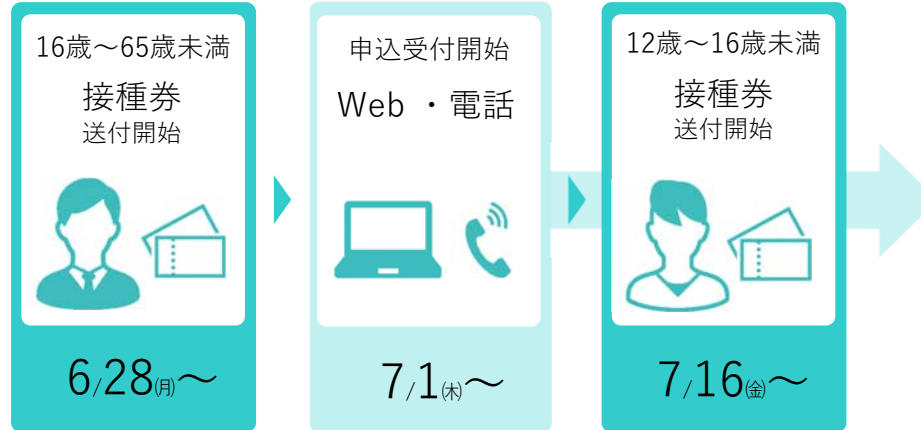 16歳～65歳未満
接種券
送付開始
6/28㈪～
申込受付開始
Web ・電話
7/1㈭～
12歳～16歳未満
接種券
送付開始
7/16㈮～